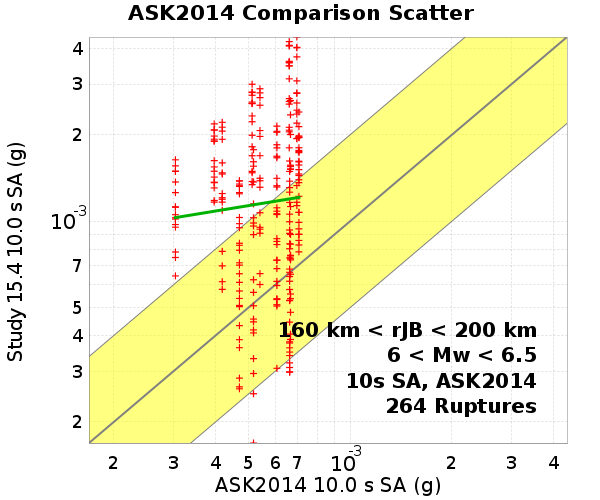 ASK2014 Comparison Scatter
Study 15.4 10.0 s SA (g)
4
3
2
10-3
7
6
5
4
3
2
160 km < rJB < 200 km
6 < Mw < 6.5
10s SA, ASK2014
264 Ruptures
2 3 4 5 6 7 10-3 2 3 4
ASK2014 10.0 s SA (g)